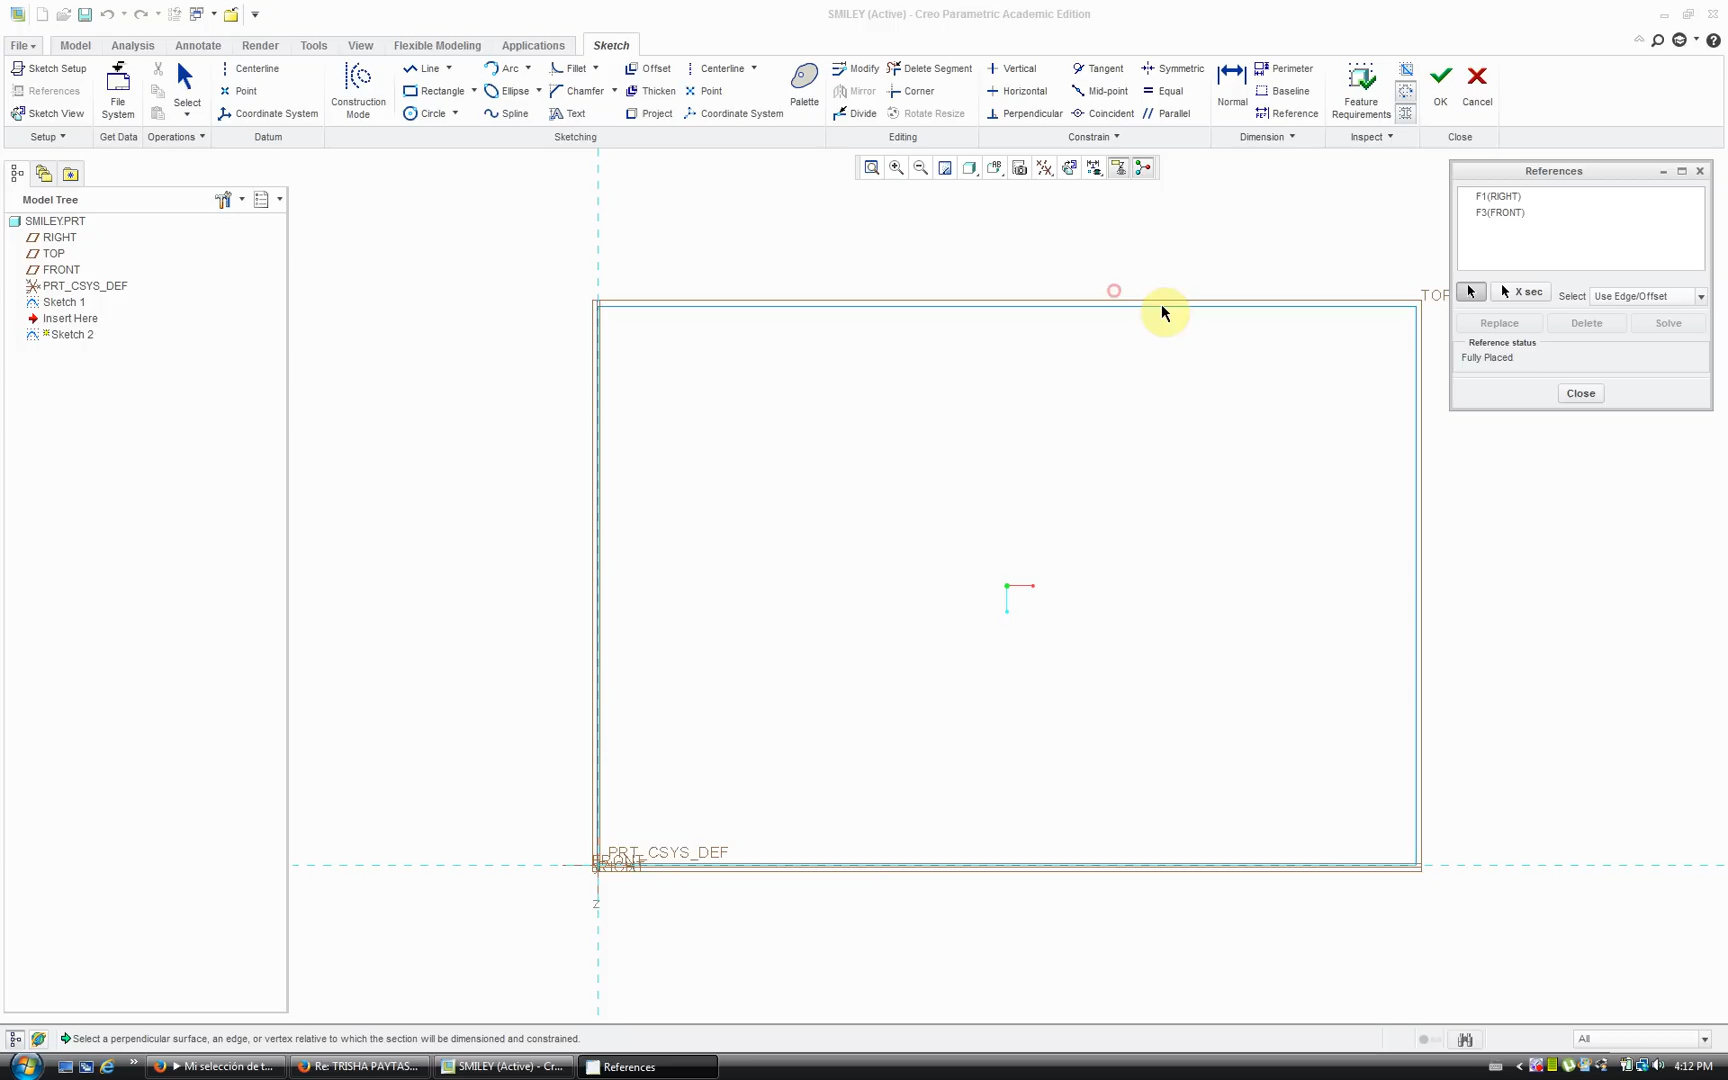 SMILEY (Active) - Creo Parametric Academic Edition
File Model Analysis Annotate Render Tools View Flexible Modeling Applications Sketch
Sketch Setup Centerline Line Arc Fillet Offset Centerline Modify Delete Segment Vertical Tangent Symmetric Perimeter
References Point Rectangle Ellipse Chamfer Thicken Point Mirror Corner Horizontal Mid-point Equal Baseline
File System Select Construction Mode Palette Normal Feature Requirements OK Cancel
Sketch View Coordinate System Circle Spline Text Project Coordinate System Divide Rotate Resize Perpendicular Coincident Parallel Reference
Setup Get Data Operations Datum Sketching Editing Constrain Dimension Inspect Close
References
F1(RIGHT)
F3(FRONT)
X sec Select Use Edge/Offset
Replace Delete Solve
Reference status
Fully Placed
Close
Model Tree
SMILEY.PRT
RIGHT
TOP
FRONT
PRT_CSYS_DEF
Sketch 1
Insert Here
Sketch 2
PRT_CSYS_DEF
Z
Select a perpendicular surface, an edge, or vertex relative to which the section will be dimensioned and constrained.
All
Mi selección de t...
Re: TRISHA PAYTAS...
SMILEY (Active) - Cr...
References
4:12 PM